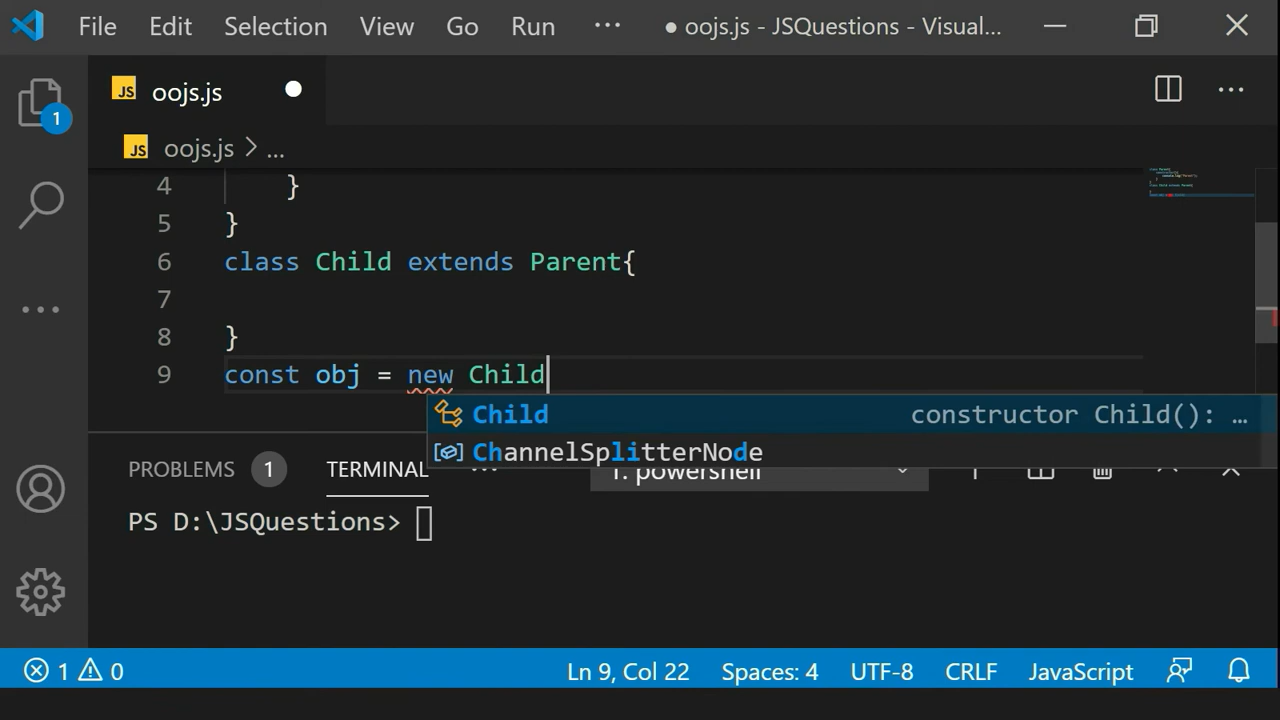 File Edit Selection View Go Run ··· ● oojs.js - JSQuestions - Visual...
JS oojs.js
1
JS oojs.js > ...
4 }
5 }
6 class Child extends Parent{
7
8 }
9 const obj = new Child
Child constructor Child(): ...
ChannelSplitterNode
PROBLEMS 1 TERMINAL ··· 1: powershell
PS D:\JSQuestions>
1 0 Ln 9, Col 22 Spaces: 4 UTF-8 CRLF JavaScript